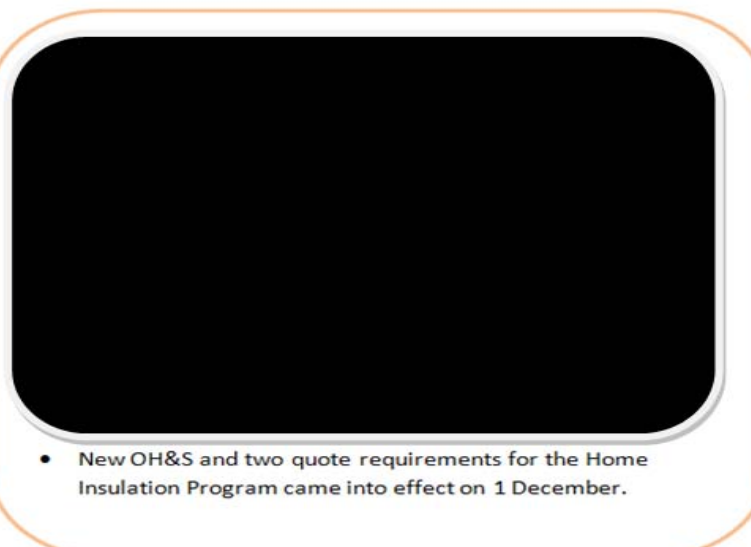 • New OH&S and two quote requirements for the Home
Insulation Program came into effect on 1 December.